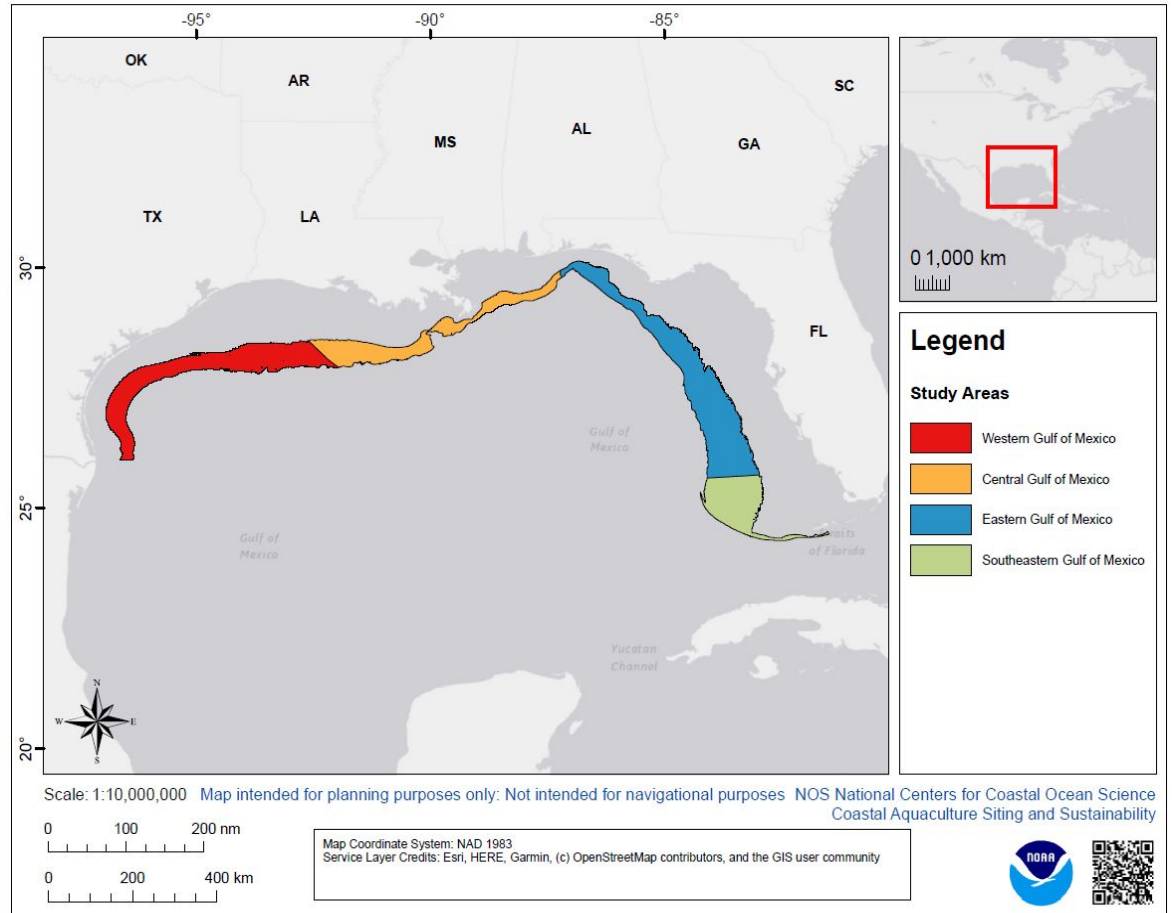 -95°
-90°
-85°
OK
AR
SC
MS
AL
GA
TX
LA
30°
FL
Gulf of
Mexico
25°
Gulf of
Mexico
of Florida
Yucatan
Channel
N
W
E
S
20°
0 1,000 km
Legend
Study Areas
Western Gulf of Mexico
Central Gulf of Mexico
Eastern Gulf of Mexico
Southeastern Gulf of Mexico
Scale: 1:10,000,000 Map intended for planning purposes only: Not intended for navigational purposes NOS National Centers for Coastal Ocean Science
Coastal Aquaculture Siting and Sustainability
0 100 200 nm
0 200 400 km
Map Coordinate System: NAD 1983
Service Layer Credits: Esri, HERE, Garmin, (c) OpenStreetMap contributors, and the GIS user community
NOAA